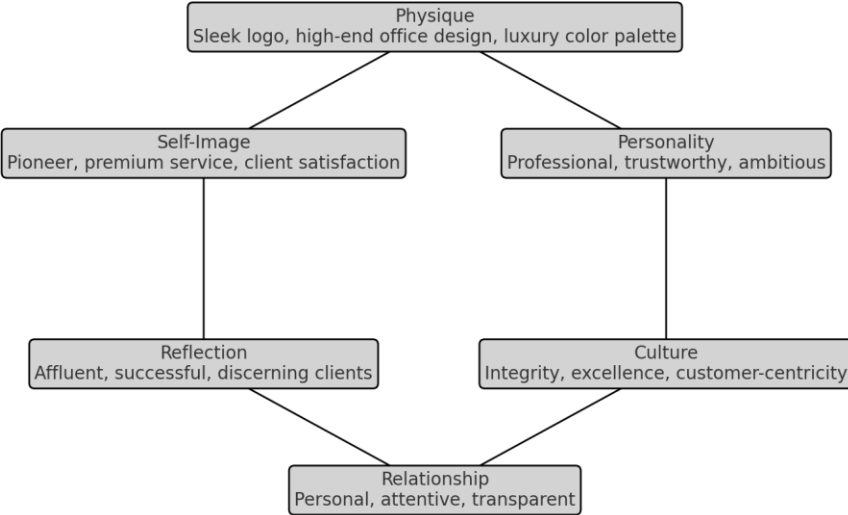 Physique
Sleek logo, high-end office design, luxury color palette
Self-Image
Pioneer, premium service, client satisfaction
Personality
Professional, trustworthy, ambitious
Reflection
Affluent, successful, discerning clients
Culture
Integrity, excellence, customer-centricity
Relationship
Personal, attentive, transparent